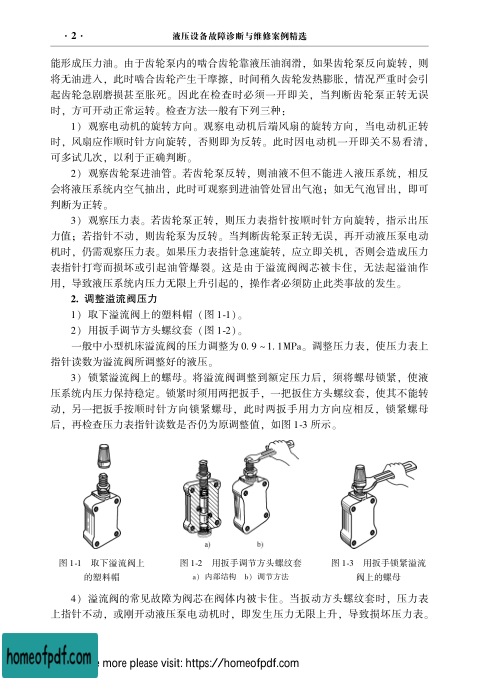 · 2 ·
液压设备故障诊断与维修案例精选
能形成压力油。由于齿轮泵内的啮合齿轮靠液压油润滑，如果齿轮泵反向旋转，则
将无油进入，此时啮合齿轮产生干摩擦，时间稍久齿轮发热膨胀，情况严重时会引
起齿轮急剧磨损甚至胀死。因此在检查时必须一开即关，当判断齿轮泵正转无误
时，方可开动正常运转。检查方法一般有下列三种：
1）观察电动机的旋转方向。观察电动机后端风扇的旋转方向，当电动机正转
时，风扇应作顺时针方向旋转，否则即为反转。此时因电动机一开即关不易看清，
可多试几次，以利于正确判断。
2）观察齿轮泵进油管。若齿轮泵反转，则油液不但不能进入液压系统，相反
会将液压系统内空气抽出，此时可观察到进油管处冒出气泡；如无气泡冒出，即可
判断为正转。
3）观察压力表。若齿轮泵正转，则压力表指针按顺时针方向旋转，指示出压
力值；若指针不动，则齿轮泵为反转。当判断齿轮泵正转无误，再开动液压泵电动
机时，仍需观察压力表。如果压力表指针急速旋转，应立即关机，否则会造成压力
表指针打弯而损坏或引起油管爆裂。这是由于溢流阀阀芯被卡住，无法起溢油作
用，导致液压系统内压力无限上升引起的，操作者必须防止此类事故的发生。
2. 调整溢流阀压力
1）取下溢流阀上的塑料帽（图 1-1）。
2）用扳手调节方头螺纹套（图 1-2）。
一般中小型机床溢流阀的压力调整为 0. 9 ~ 1. 1MPa。调整压力表，使压力表上
指针读数为溢流阀所调整好的液压。
3）锁紧溢流阀上的螺母。将溢流阀调整到额定压力后，须将螺母锁紧，使液
压系统内压力保持稳定。锁紧时须用两把扳手，一把扳住方头螺纹套，使其不能转
动，另一把扳手按顺时针方向锁紧螺母，此时两扳手用力方向应相反，锁紧螺母
后，再检查压力表指针读数是否仍为原调整值，如图 1-3 所示。
a)
b)
图 1-1 取下溢流阀上
的塑料帽
图 1-2 用扳手调节方头螺纹套
a）内部结构 b）调节方法
图 1-3 用扳手锁紧溢流
阀上的螺母
4）溢流阀的常见故障为阀芯在阀体内被卡住。当扳动方头螺纹套时，压力表
上指针不动，或刚开动液压泵电动机时，即发生压力无限上升，导致损坏压力表。
homeofpdf.com
more please visit: https://homeofpdf.com